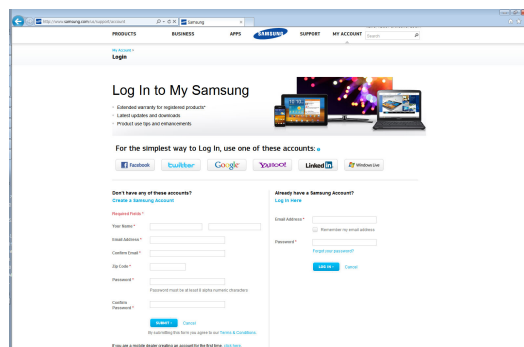 http://www.samsung.com/us/support/account
Samsung
PRODUCTS BUSINESS APPS SAMSUNG SUPPORT MY ACCOUNT Search
My Account >
Login
Log In to My Samsung
Extended warranty for registered products*
Latest updates and downloads
Product use tips and enhancements
For the simplest way to Log In, use one of these accounts:
Facebook twitter Google YAHOO! Linked in Windows Live
Don't have any of these accounts?
Create a Samsung Account
Required Fields *
Your Name *
Email Address *
Confirm Email *
Zip Code *
Password *
Password must be at least 8 alpha numeric characters
Confirm
Password *
SUBMIT Cancel
By submitting this form you agree to our Terms & Conditions.
If you are a mobile dealer creating an account for the first time, click here.
Already have a Samsung Account?
Log In Here
Email Address *
Remember my email address
Password *
Forgot your password?
LOG IN Cancel